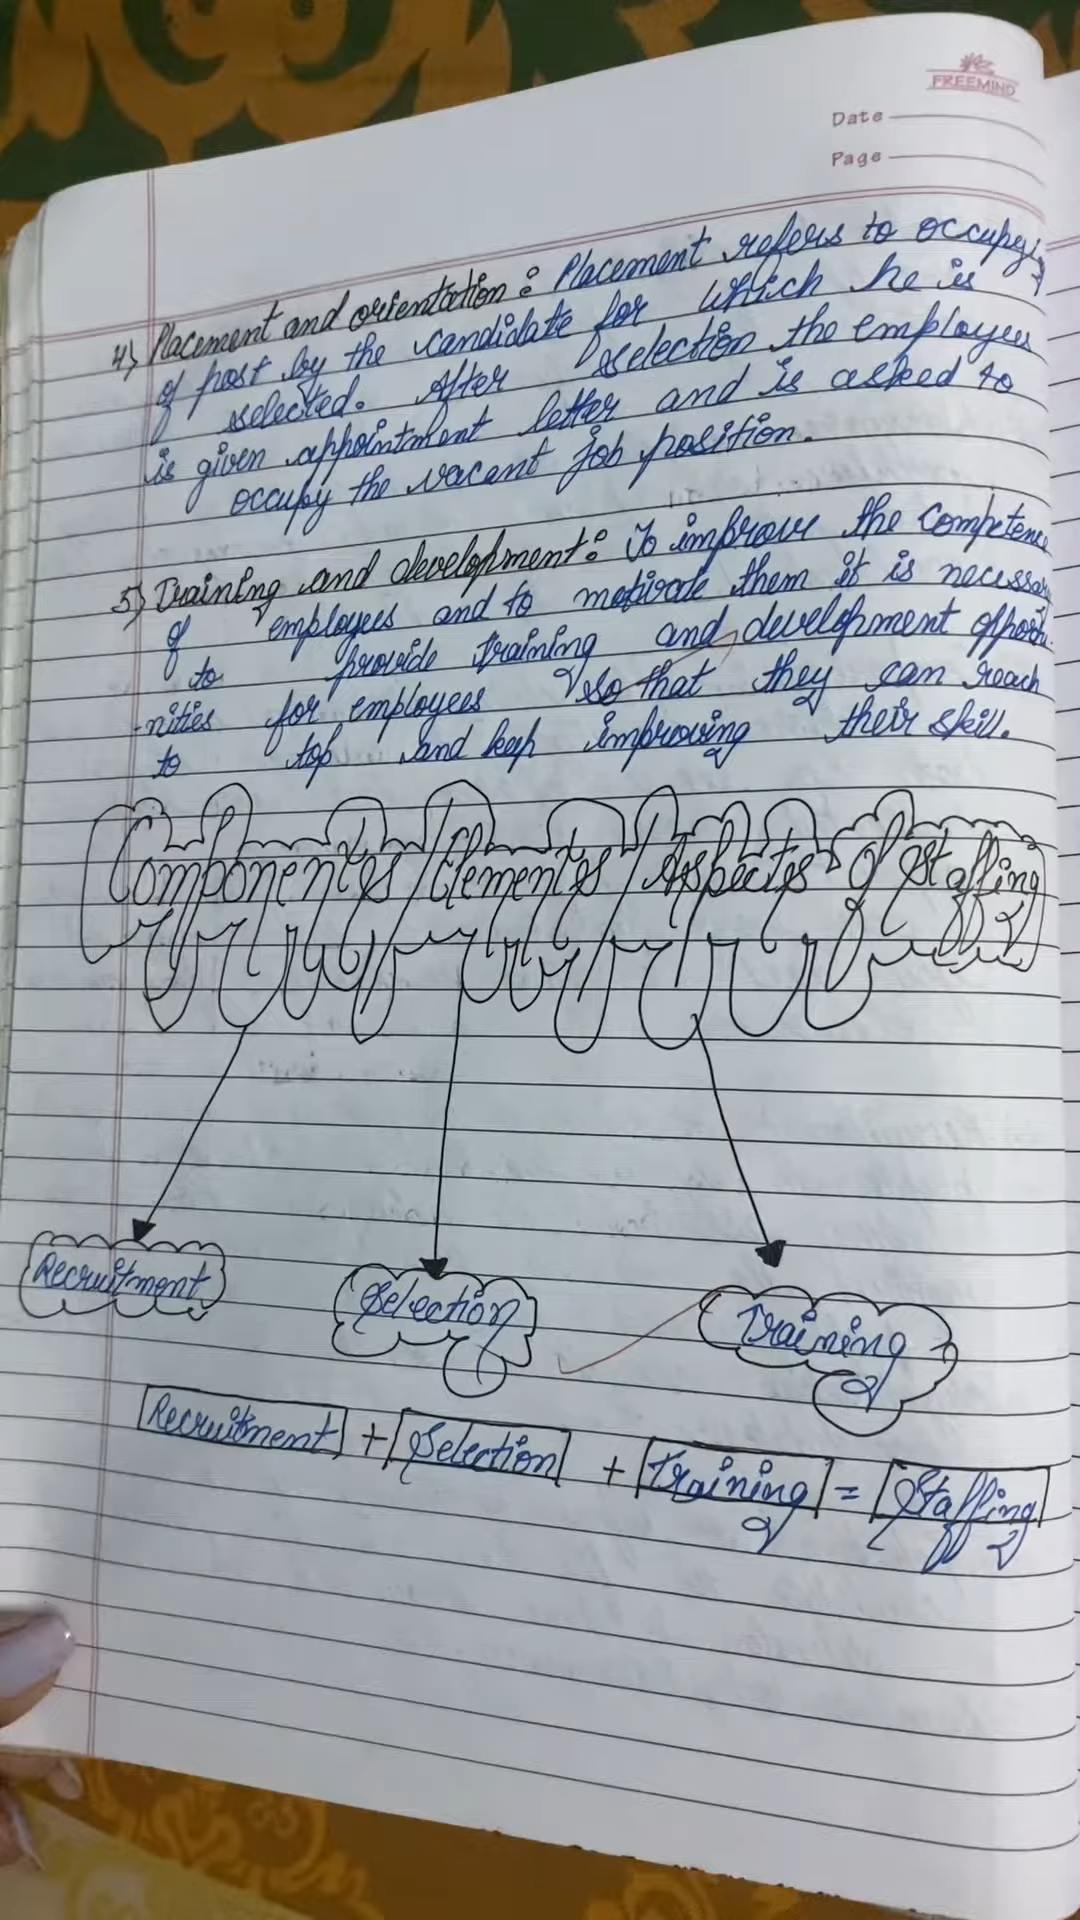 FREEMIND
Date
Page
4) Placement and orientation: Placement refers to occupying
of post by the candidate for which he is
selected. After selection the employees
is given appointment letter and is asked to
occupy the vacant job position.
5) Training and development: To improve the competence
of employees and to motivate them it is necessary
to provide training and development opportu
-nities for employees so that they can reach
to top and keep improving their skill.
Components/Elements/Aspects of staffing
Recruitment
Selection
Training
Recruitment + Selection + Training = Staffing